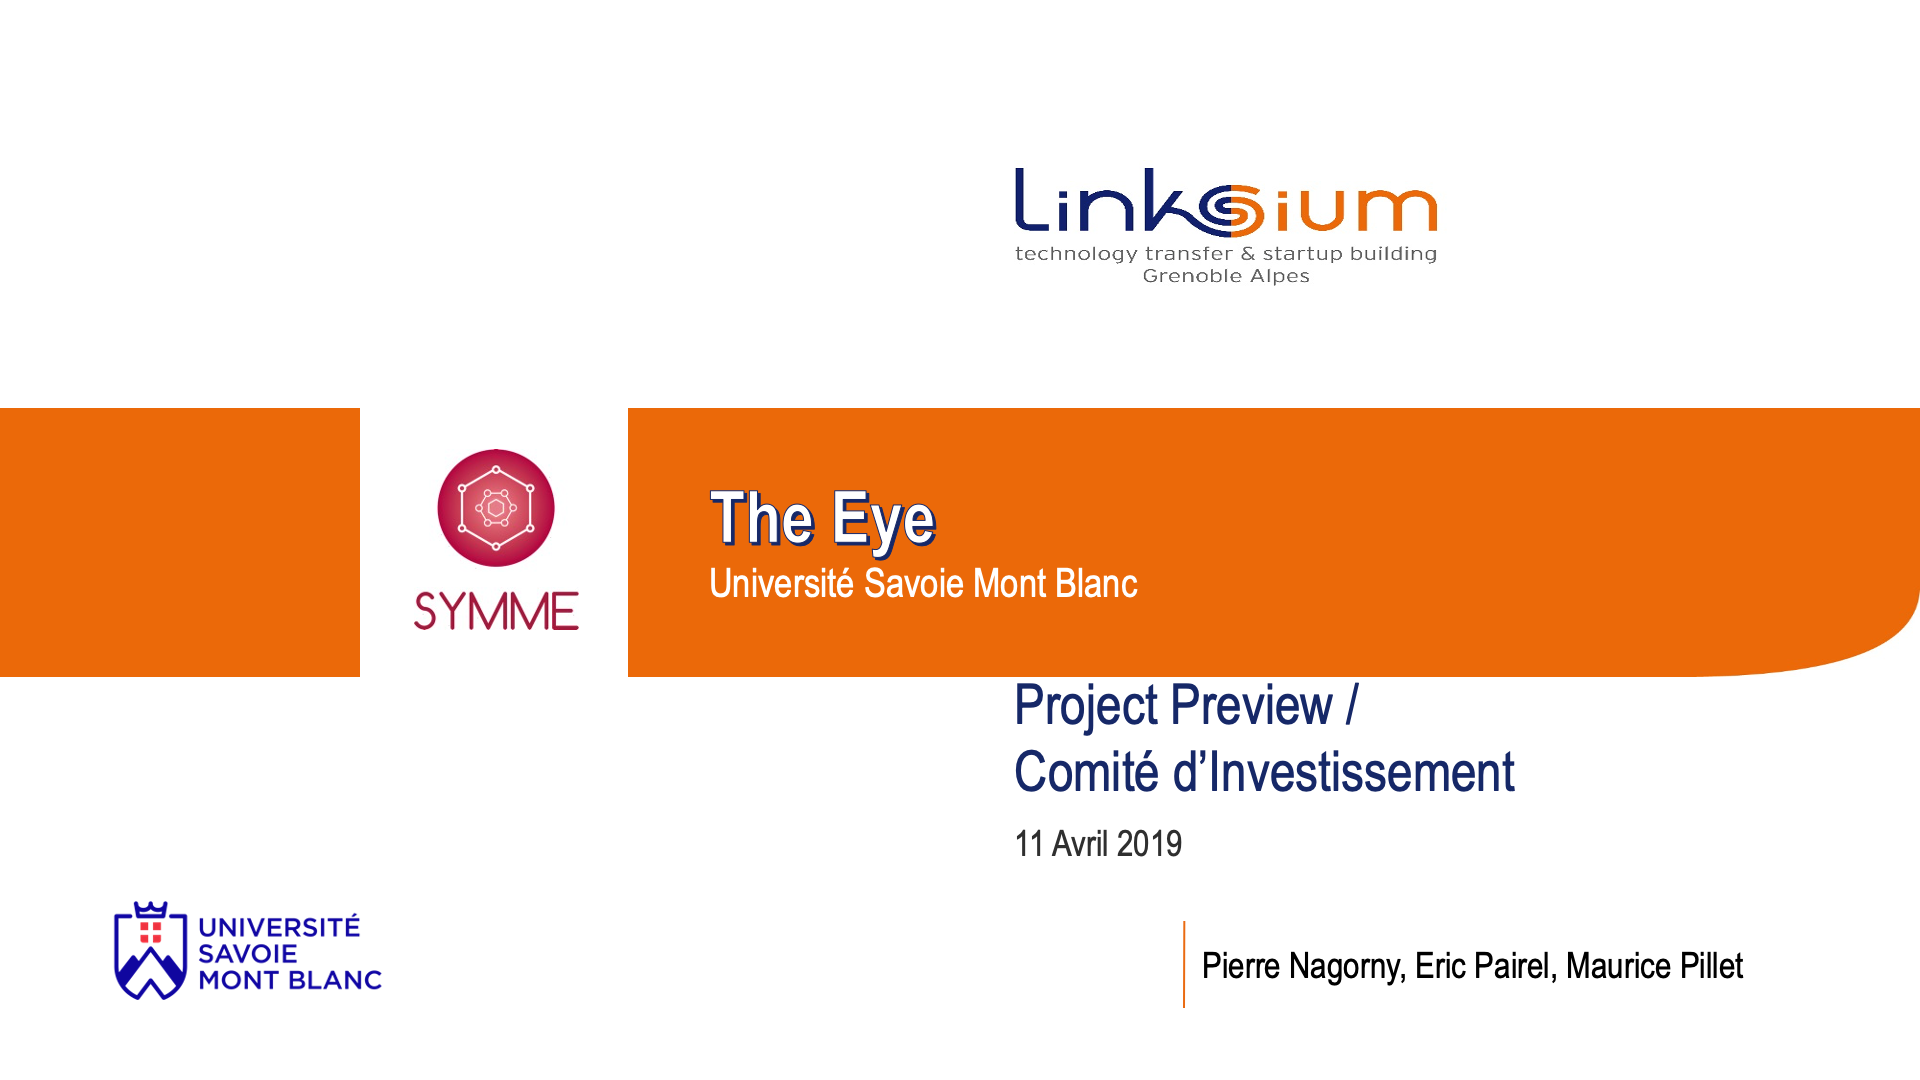 Linksium
technology transfer & startup building
Grenoble Alpes
SYMME
The Eye
Université Savoie Mont Blanc
Project Preview /
Comité d’Investissement
11 Avril 2019
UNIVERSITÉ
SAVOIE
MONT BLANC
Pierre Nagorny, Eric Pairel, Maurice Pillet